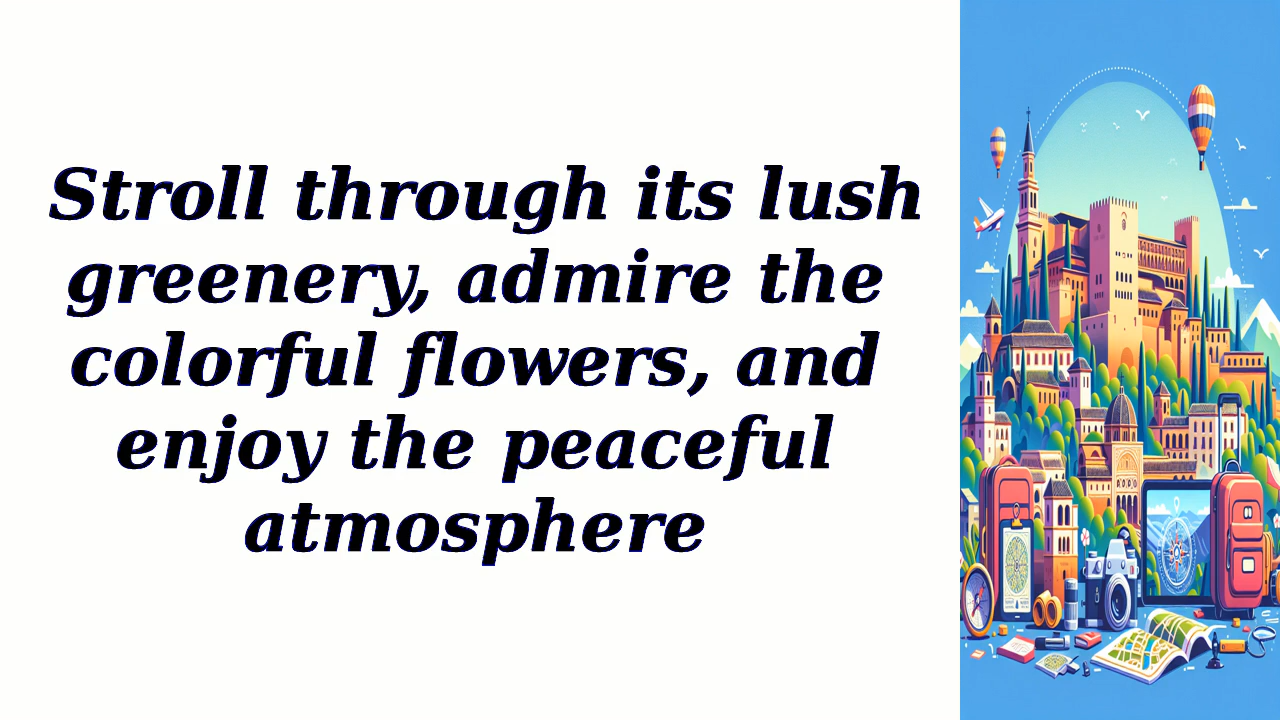 Stroll through its lush
greenery, admire the
colorful flowers, and
enjoy the peaceful
atmosphere